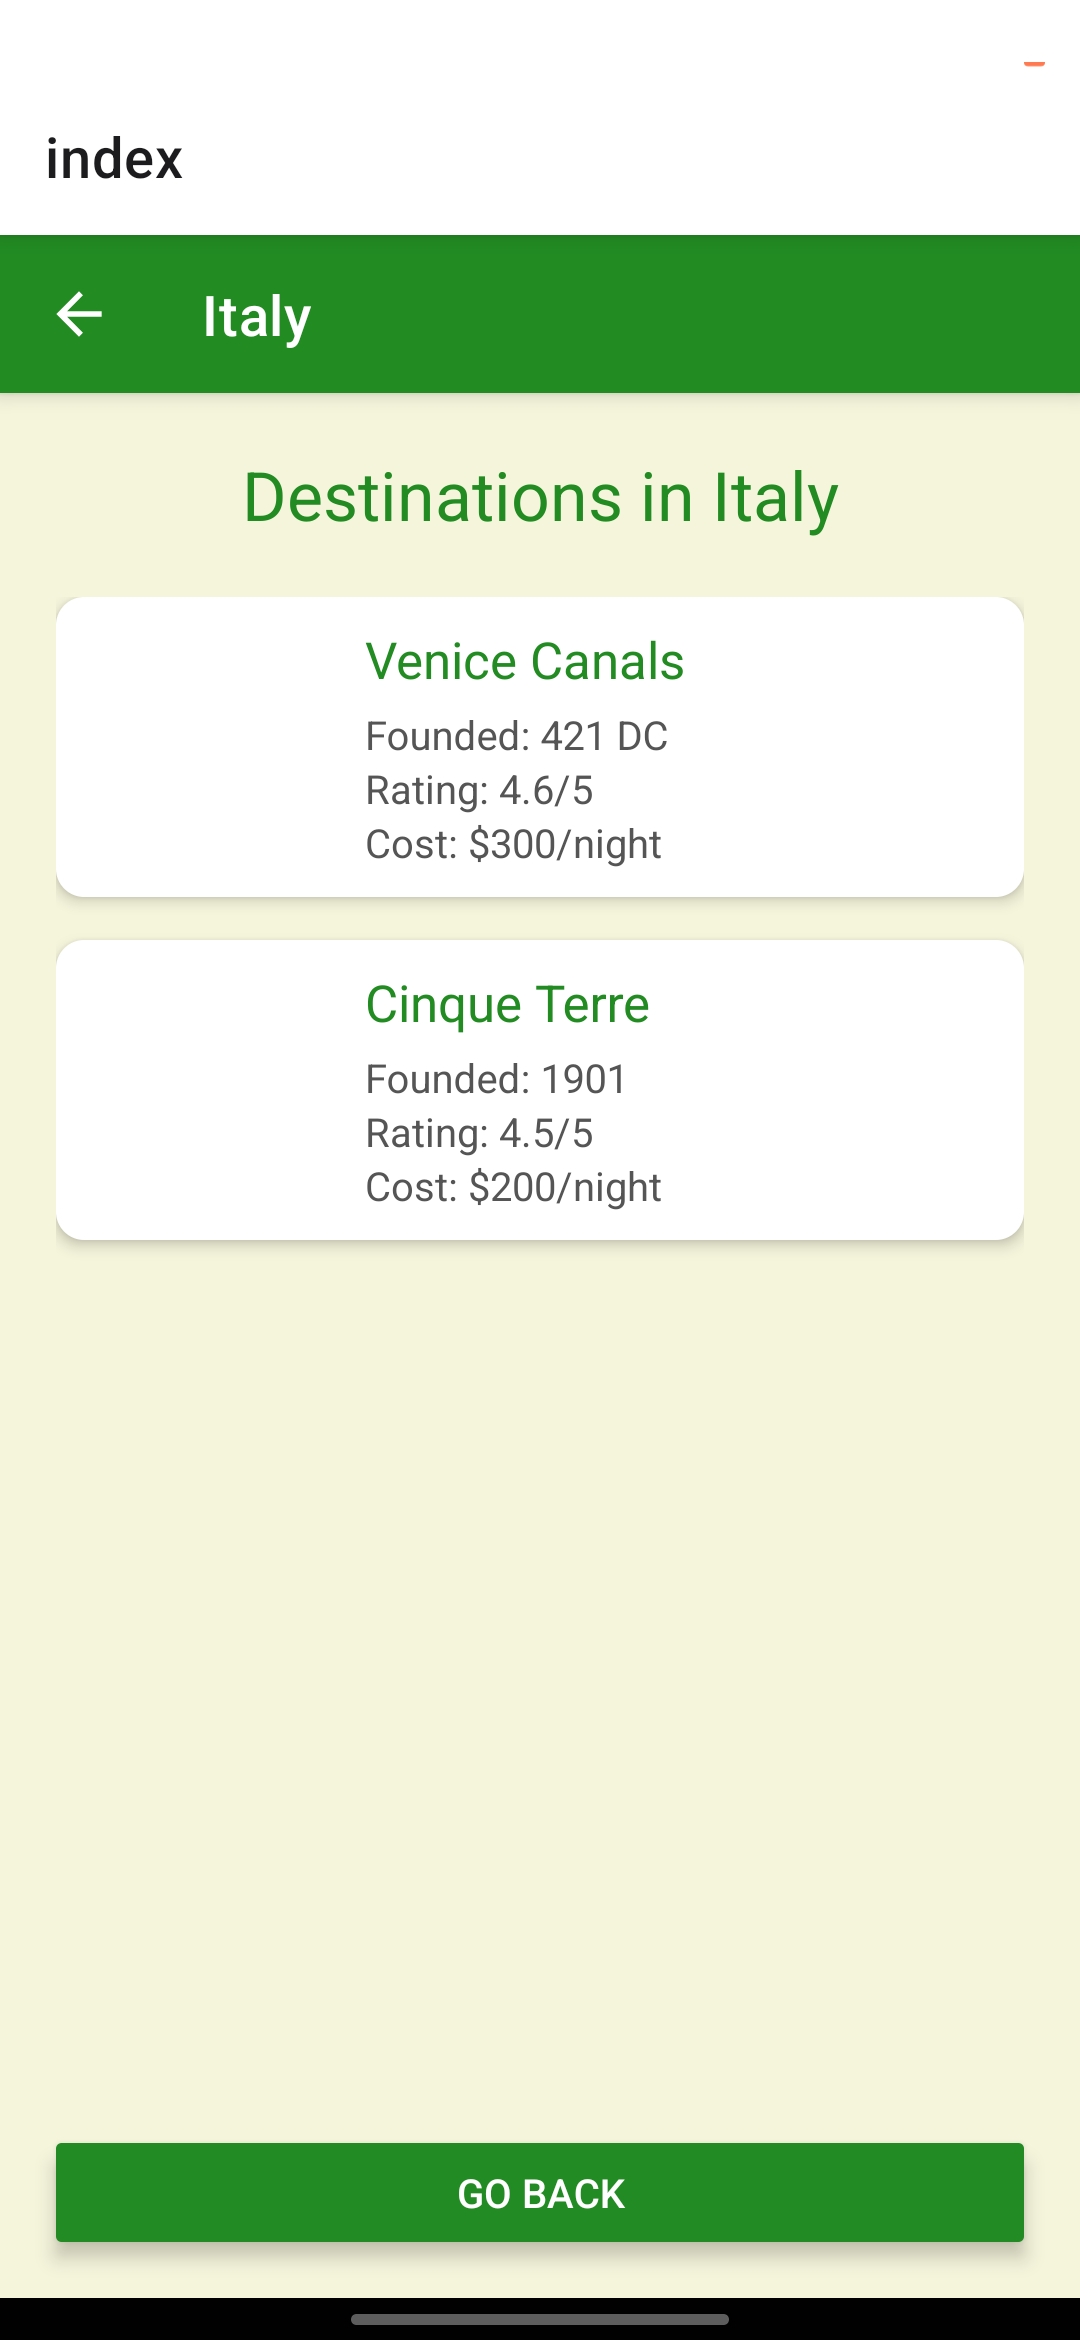 index
Italy
Destinations in Italy
Venice Canals
Founded: 421 DC
Rating: 4.6/5
Cost: $300/night
Cinque Terre
Founded: 1901
Rating: 4.5/5
Cost: $200/night
GO BACK